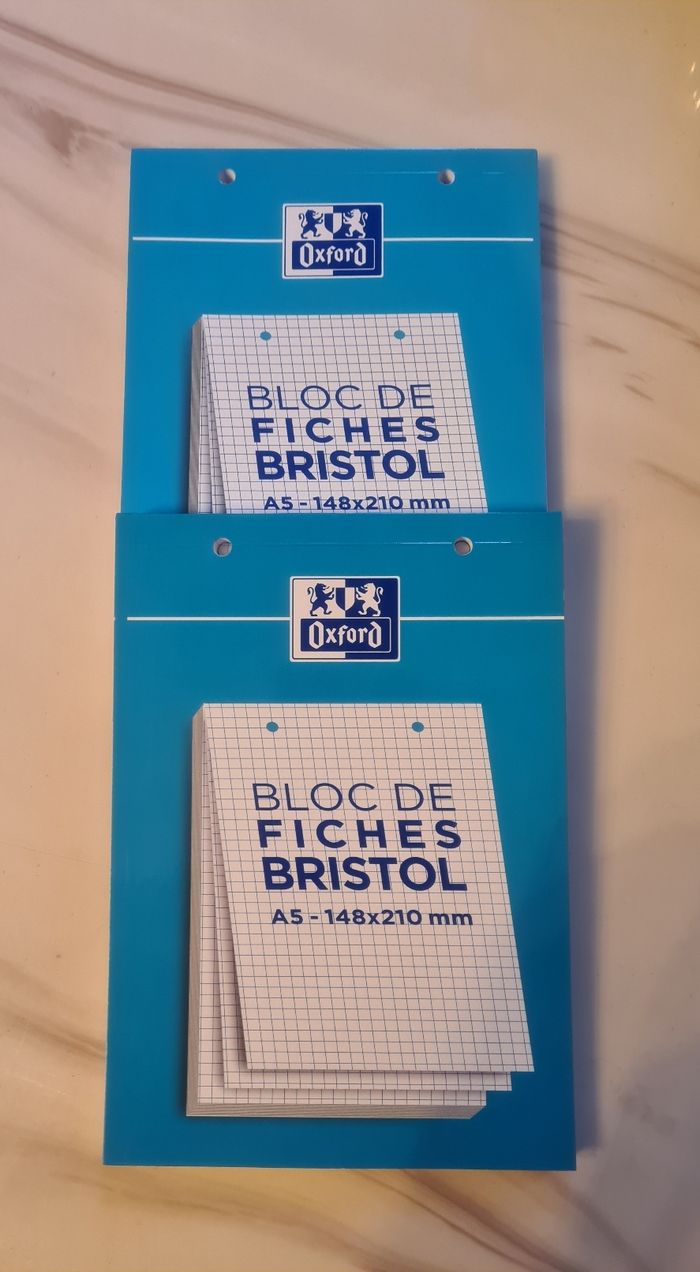 Oxford
BLOC DE
FICHES
BRISTOL
A5 - 148x210 mm
Oxford
BLOC DE
FICHES
BRISTOL
A5 - 148x210 mm